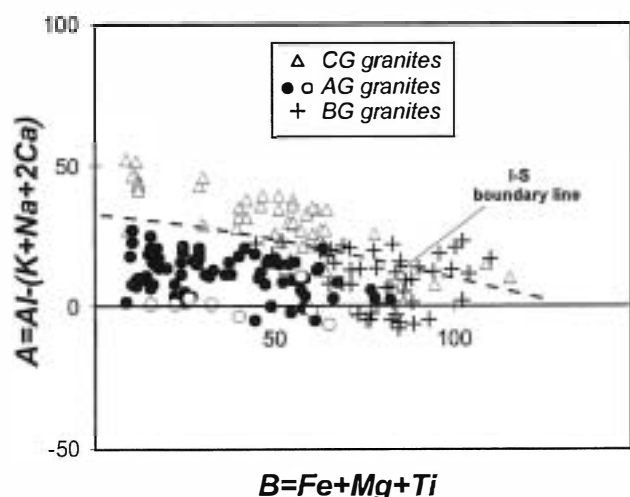 100
CG granites
AG granites
BG granites
50
I-S
boundary line
A=Al-(K+Na+2Ca)
0
50
100
-50
B=Fe+Mg+Ti